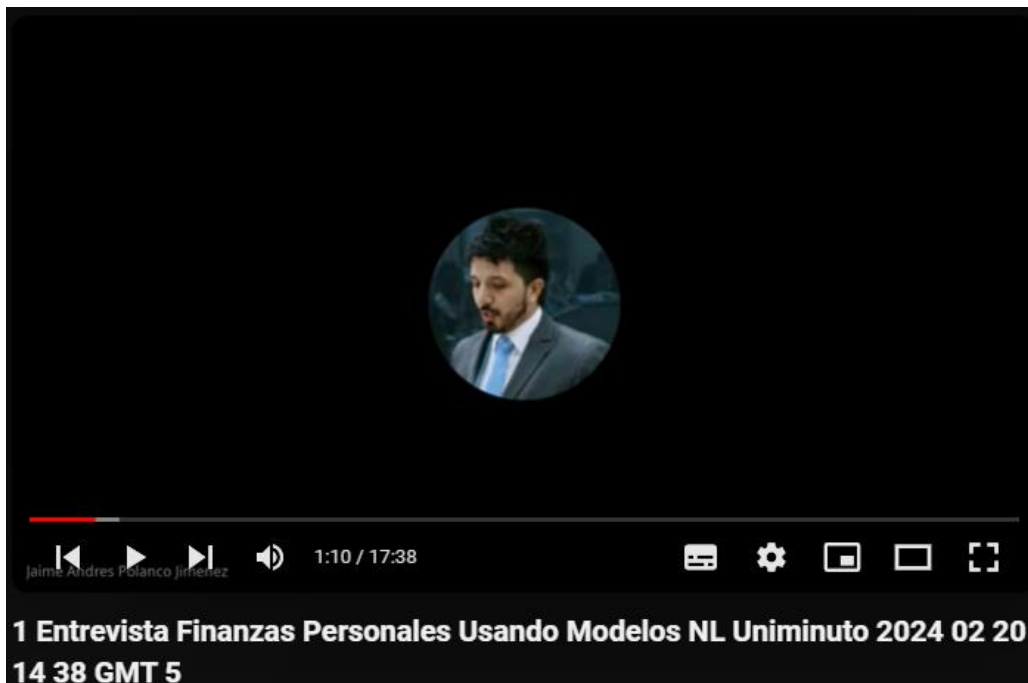 Jaime Andres Polanco Jimenez
1:10 / 17:38
1 Entrevista Finanzas Personales Usando Modelos NL Uniminuto 2024 02 20
14 38 GMT 5